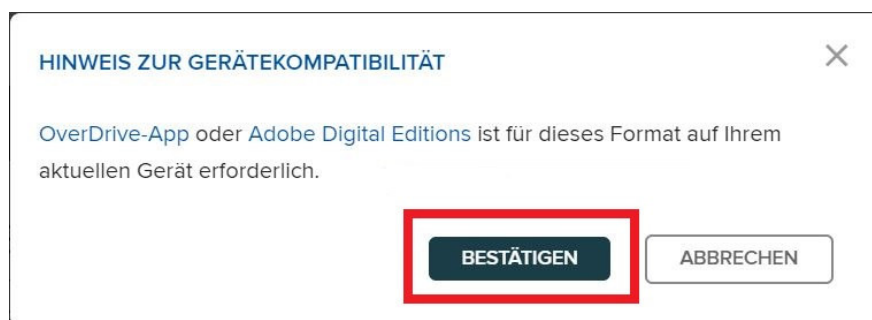 HINWEIS ZUR GERÄTEKOMPATIBILITÄT
OverDrive-App oder Adobe Digital Editions ist für dieses Format auf Ihrem
aktuellen Gerät erforderlich.
BESTÄTIGEN ABBRECHEN